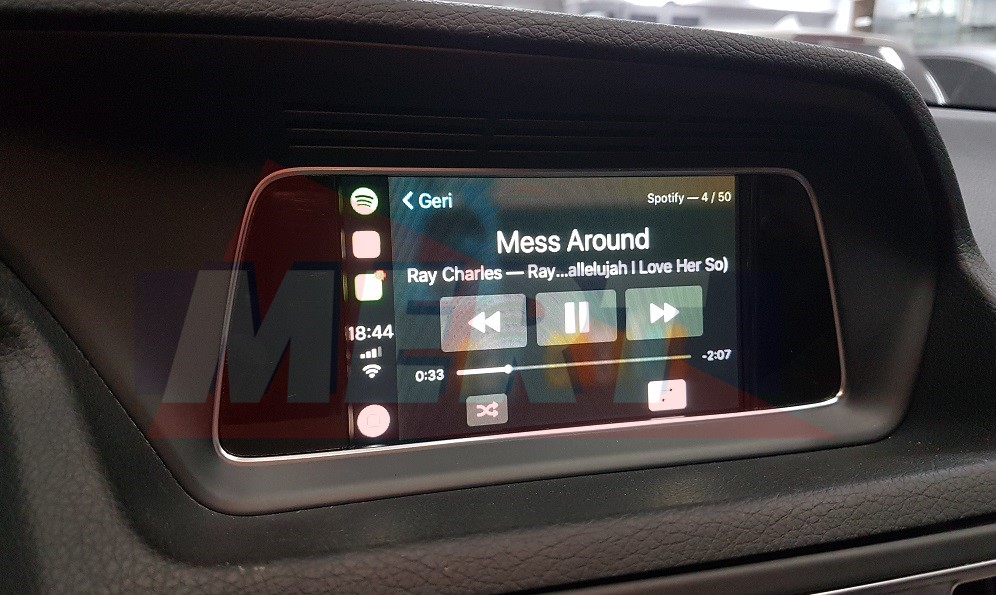 Geri
Spotify — 4 / 50
Mess Around
Ray Charles — Ray...allelujah I Love Her So)
18:44
0:33
-2:07
MERT